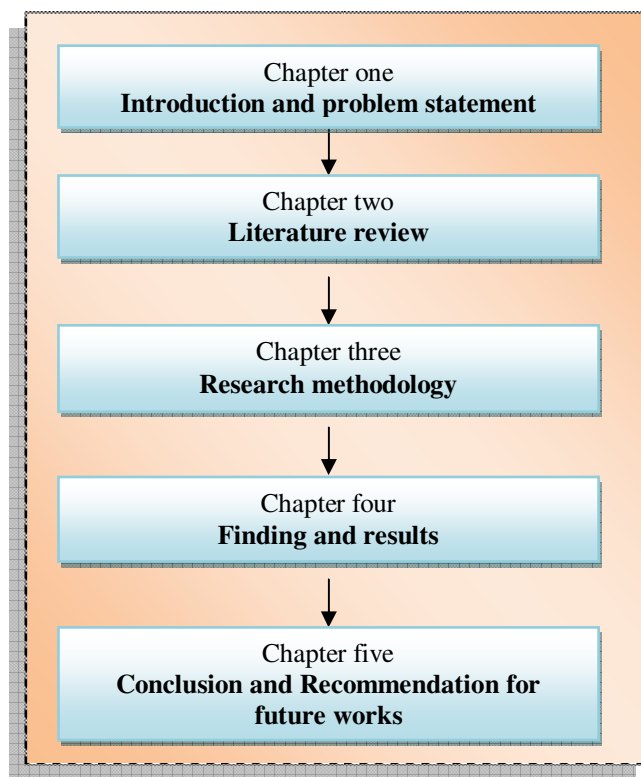 Chapter one
Introduction and problem statement
Chapter two
Literature review
Chapter three
Research methodology
Chapter four
Finding and results
Chapter five
Conclusion and Recommendation for
future works